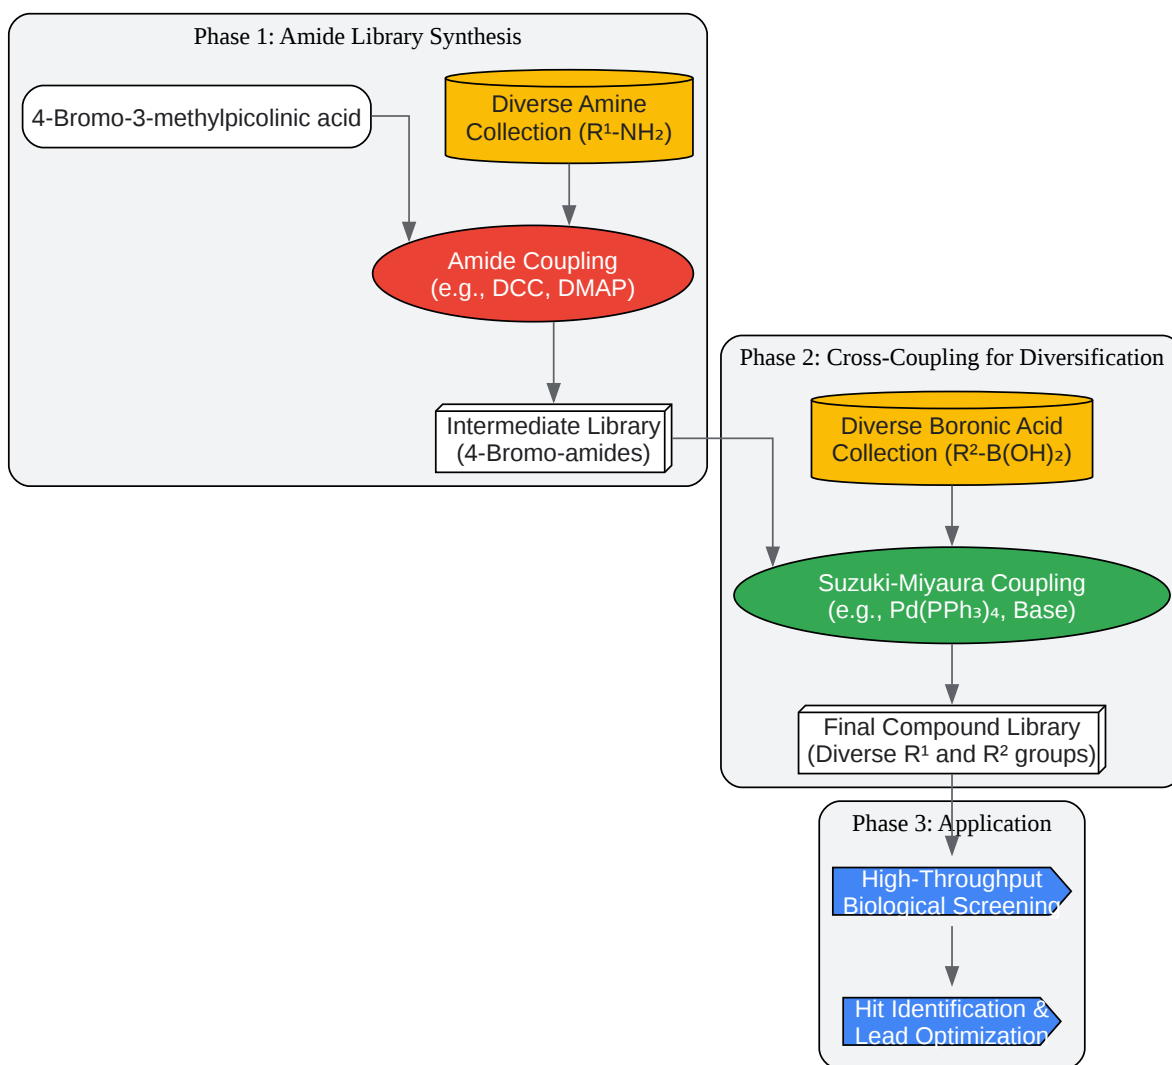 Phase 1: Amide Library Synthesis
4-Bromo-3-methylpicolinic acid
Diverse Amine
Collection (R¹-NH₂)
Amide Coupling
(e.g., DCC, DMAP)
Intermediate Library
(4-Bromo-amides)
Phase 2: Cross-Coupling for Diversification
Diverse Boronic Acid
Collection (R²-B(OH)₂)
Suzuki-Miyaura Coupling
(e.g., Pd(PPh₃)₄, Base)
Final Compound Library
(Diverse R¹ and R² groups)
Phase 3: Application
High-Throughput
Biological Screening
Hit Identification &
Lead Optimization